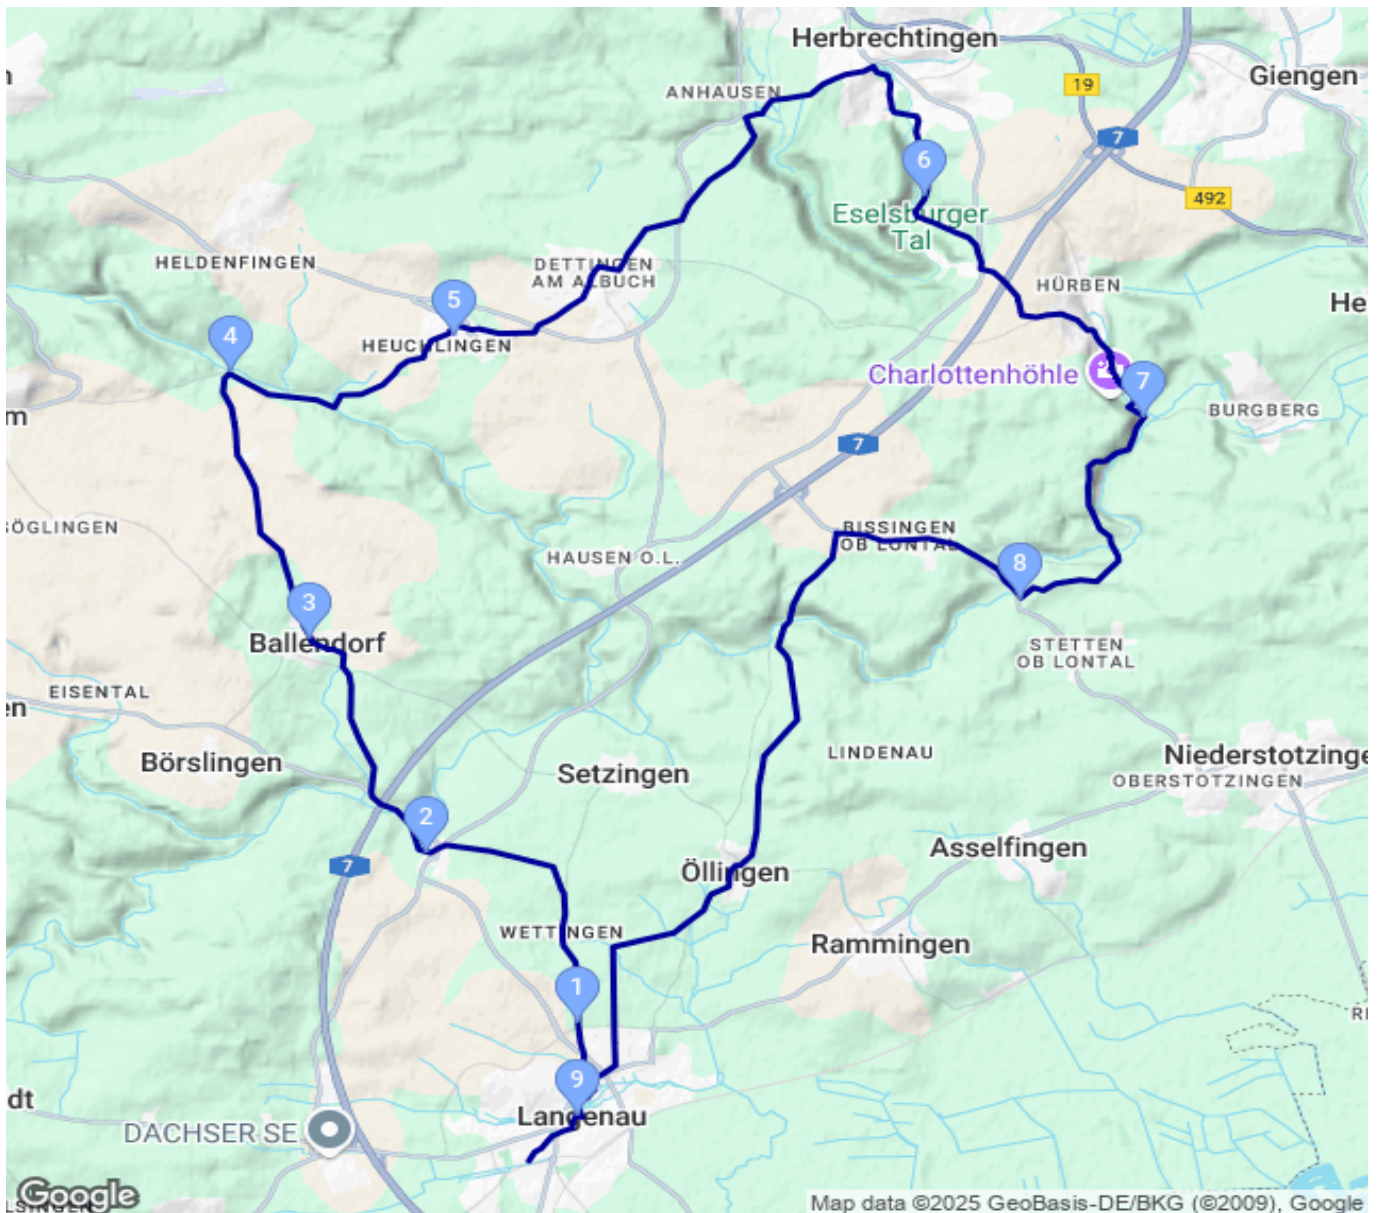 Herbrechtingen
Giengen
ANHAUSEN
19
7
6
492
Eselsburger
Tal
HELDENFINGEN
DETTINGEN
AM ALBUCH
HÜRBEN
5
He
4
HEUCHLINGEN
Charlottenhöhle
7
BURGBERG
m
7
SÖGLINGEN
BISSINGEN
OB LONTAL
HAUSEN O.L.
8
3
Ballendorf
STETTEN
OB LONTAL
EISENTAL
en
Börslingen
Setzingen
LINDENAU
Niederstotzinge
OBERSTOTZINGEN
2
7
Öllingen
Asselfingen
WETTINGEN
Rammingen
1
RI
9
dt
Langenau
DACHSER SE
Google
LSINGEN
Map data ©2025 GeoBasis-DE/BKG (©2009), Google